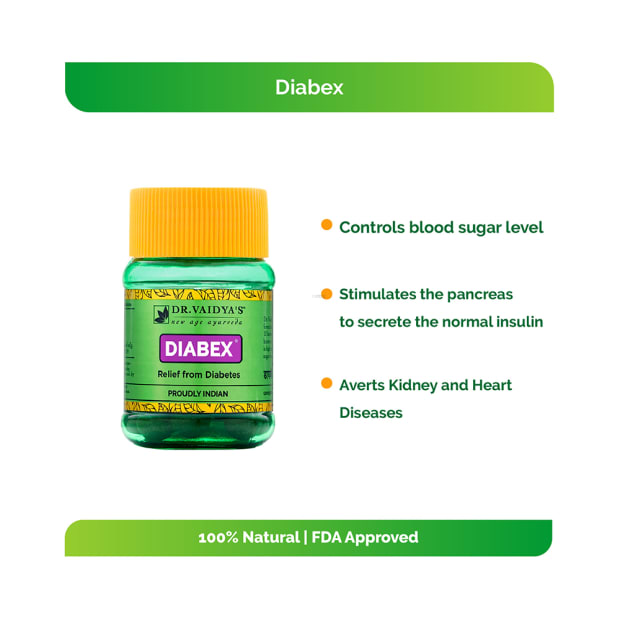 Diabex
Controls blood sugar level
Stimulates the pancreas
to secrete the normal insulin
Averts Kidney and Heart
Diseases
DR.VAIDYA'S
new age ayurveda
DIABEX
Relief from Diabetes
PROUDLY INDIAN
100% Natural | FDA Approved